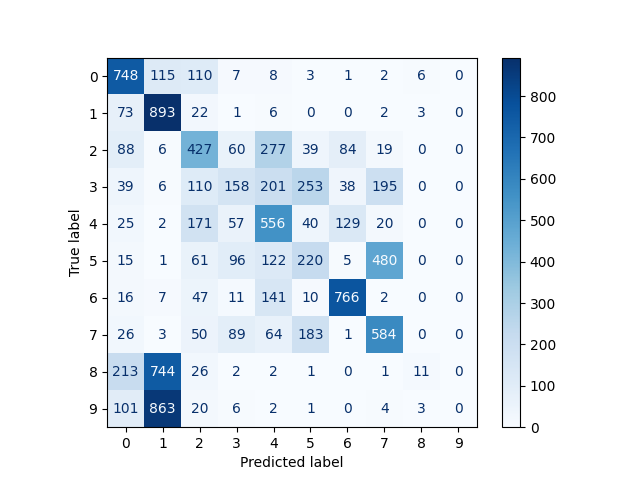 0 748 115 110 7 8 3 1 2 6 0
1 73 893 22 1 6 0 0 2 3 0
2 88 6 427 60 277 39 84 19 0 0
3 39 6 110 158 201 253 38 195 0 0
4 25 2 171 57 556 40 129 20 0 0
5 15 1 61 96 122 220 5 480 0 0
6 16 7 47 11 141 10 766 2 0 0
7 26 3 50 89 64 183 1 584 0 0
8 213 744 26 2 2 1 0 1 11 0
9 101 863 20 6 2 1 0 4 3 0
0 1 2 3 4 5 6 7 8 9
Predicted label
True label
800
700
600
500
400
300
200
100
0